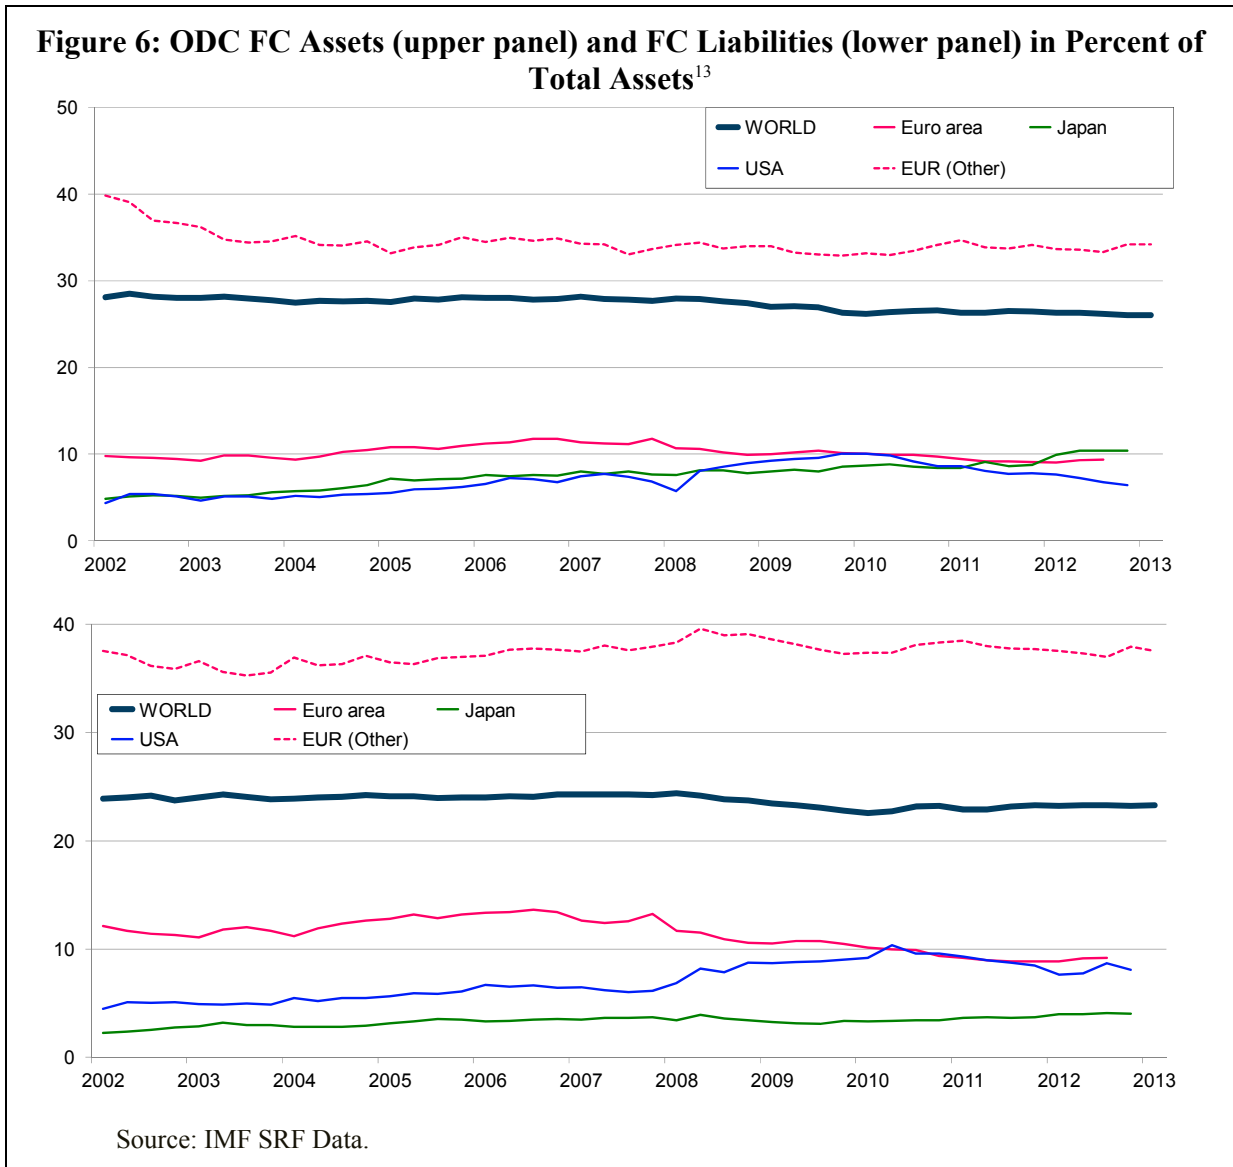 Figure 6: ODC FC Assets (upper panel) and FC Liabilities (lower panel) in Percent of
Total Assets13
50
WORLD Euro area Japan
USA EUR (Other)
40
30
20
10
0
2002 2003 2004 2005 2006 2007 2008 2009 2010 2011 2012 2013
40
WORLD Euro area Japan
USA EUR (Other)
30
20
10
0
2002 2003 2004 2005 2006 2007 2008 2009 2010 2011 2012 2013
Source: IMF SRF Data.